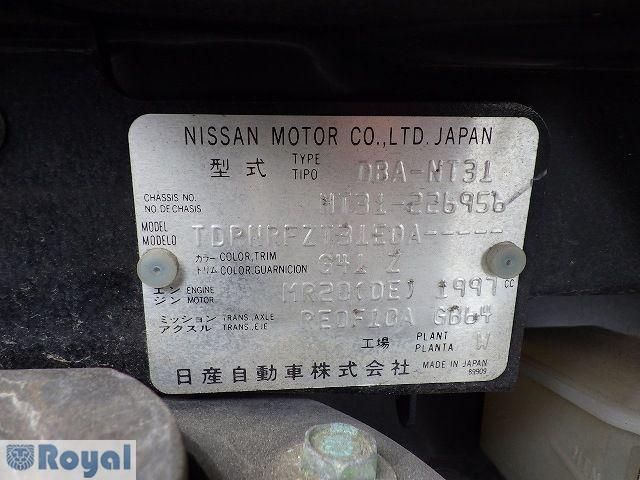 NISSAN MOTOR CO.,LTD. JAPAN
型式 TYPE TIPO DBA-NT31
CHASSIS NO. NO.DE CHASIS NT31-226956
MODEL MODELO TDRNRFZT31EDA-----
カラー COLOR,TRIM トリム COLOR,GUARNICION G41 Z
エンジン ENGINE MOTOR MR20(DE) 1997 CC
ミッション TRANS.,AXLE アクスル TRANS.,EJE RE0F10A GB64
工場 PLANT PLANTA W
日産自動車株式会社 MADE IN JAPAN
89909
Royal